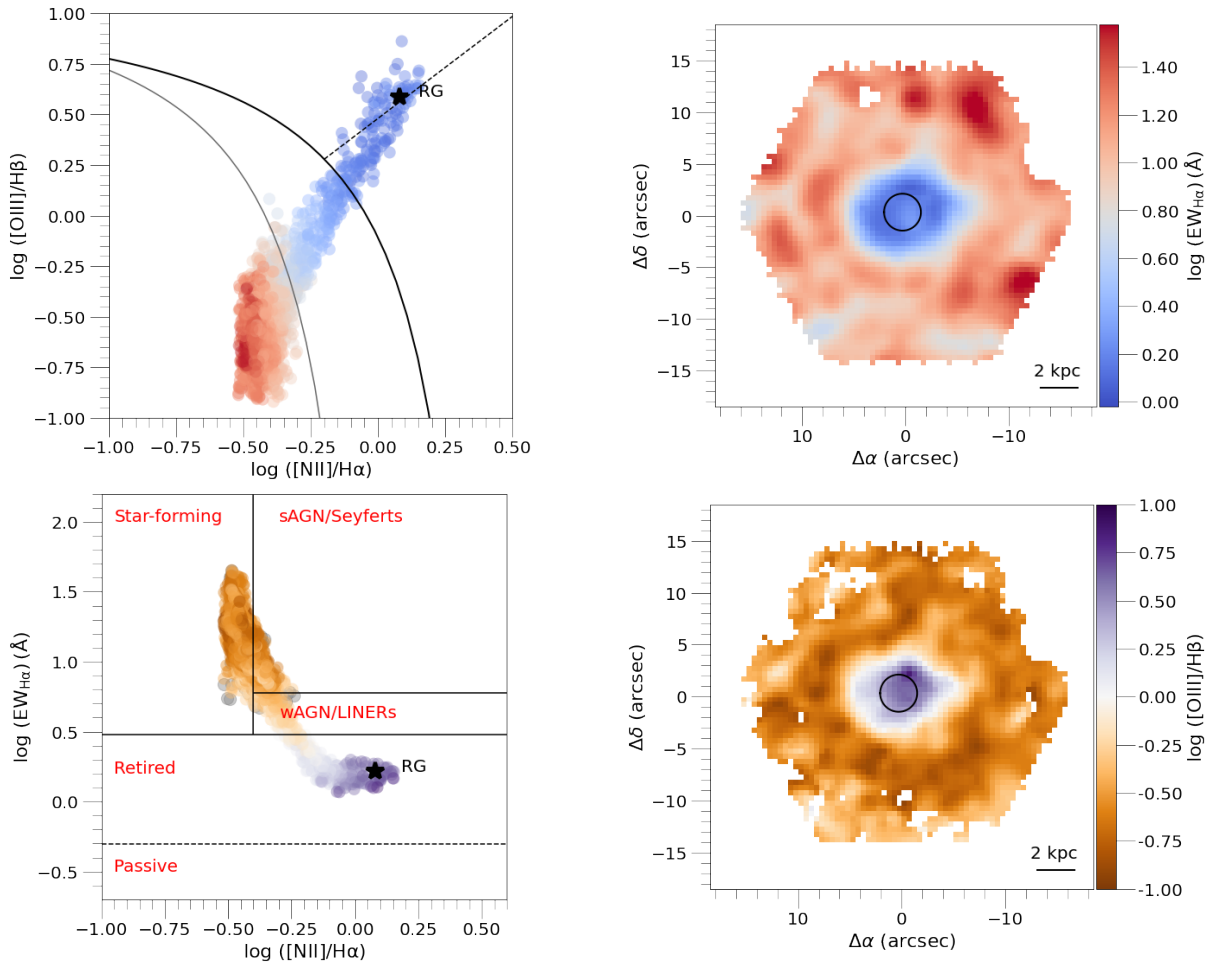 1.00
0.75
0.50
0.25
0.00
−0.25
−0.50
−0.75
−1.00
log ([OIII]/Hβ)
RG
−1.00 −0.75 −0.50 −0.25 0.00 0.25 0.50
log ([NII]/Hα)
15
10
5
0
−5
−10
−15
Δδ (arcsec)
2 kpc
10 0 −10
Δα (arcsec)
1.40
1.20
1.00
0.80
0.60
0.40
0.20
0.00
log (EWHα) (Å)
2.0
1.5
1.0
0.5
0.0
−0.5
log (EWHα) (Å)
Star-forming
sAGN/Seyferts
wAGN/LINERs
Retired
RG
Passive
−1.00 −0.75 −0.50 −0.25 0.00 0.25 0.50
log ([NII]/Hα)
15
10
5
0
−5
−10
−15
Δδ (arcsec)
2 kpc
10 0 −10
Δα (arcsec)
1.00
0.75
0.50
0.25
0.00
-0.25
-0.50
-0.75
-1.00
log ([OIII]/Hβ)